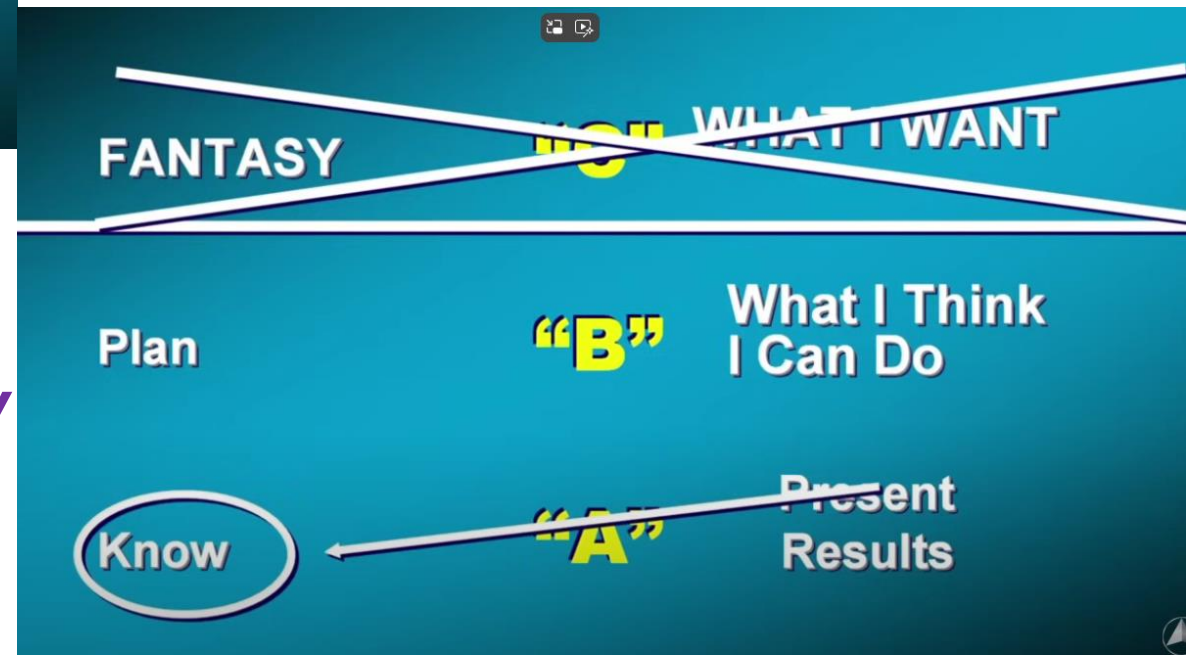 FANTASY
"C"
WHAT I WANT
Plan
"B"
What I Think
I Can Do
Know
"A"
Present
Results